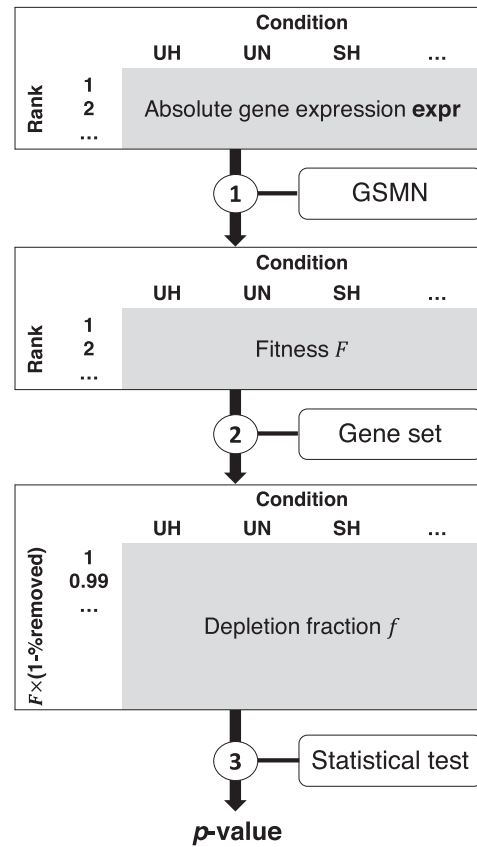 Condition
UH UN SH ...
Rank
1
2
...
Absolute gene expression expr
1
GSMN
Condition
UH UN SH ...
Rank
1
2
...
Fitness F
2
Gene set
Condition
UH UN SH ...
F×(1-%removed)
1
0.99
...
Depletion fraction f
3
Statistical test
p-value